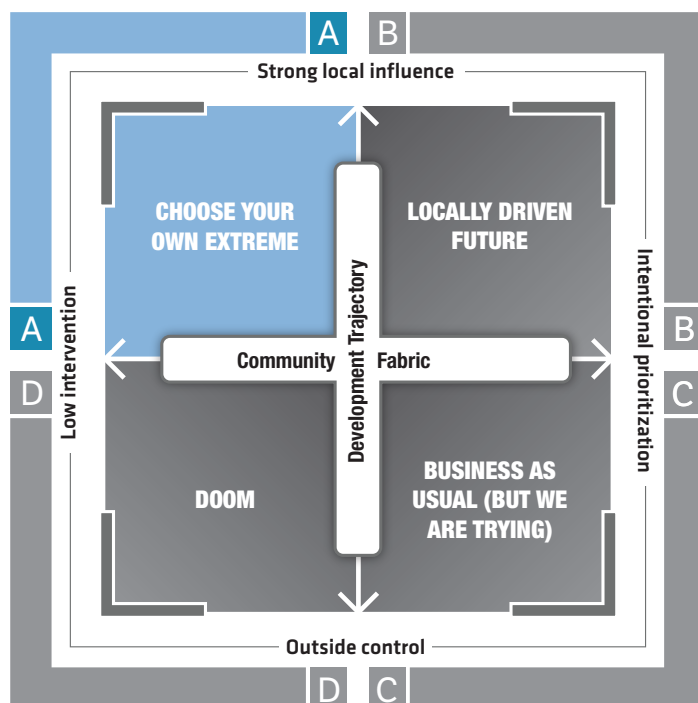 A B
Strong local influence
CHOOSE YOUR
OWN EXTREME
LOCALLY DRIVEN
FUTURE
Development Trajectory
Community Fabric
Low intervention
Intentional prioritization
A
B
D
C
DOOM
BUSINESS AS
USUAL (BUT WE
ARE TRYING)
Outside control
D C